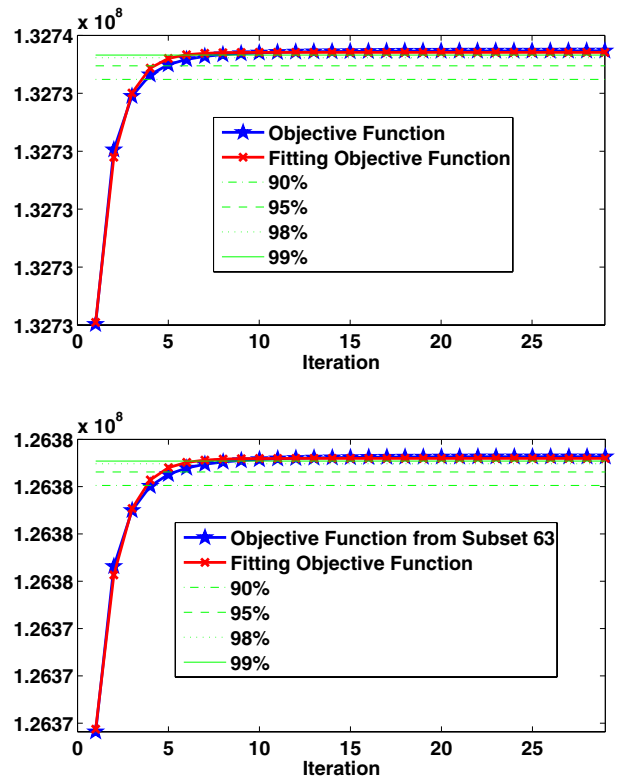 x 10^8
1.3274
1.3273
1.3273
1.3273
1.3273
1.3273
Objective Function
Fitting Objective Function
90%
95%
98%
99%
0 5 10 15 20 25
Iteration
x 10^8
1.2638
1.2638
1.2638
1.2638
1.2637
1.2637
1.2637
Objective Function from Subset 63
Fitting Objective Function
90%
95%
98%
99%
0 5 10 15 20 25
Iteration